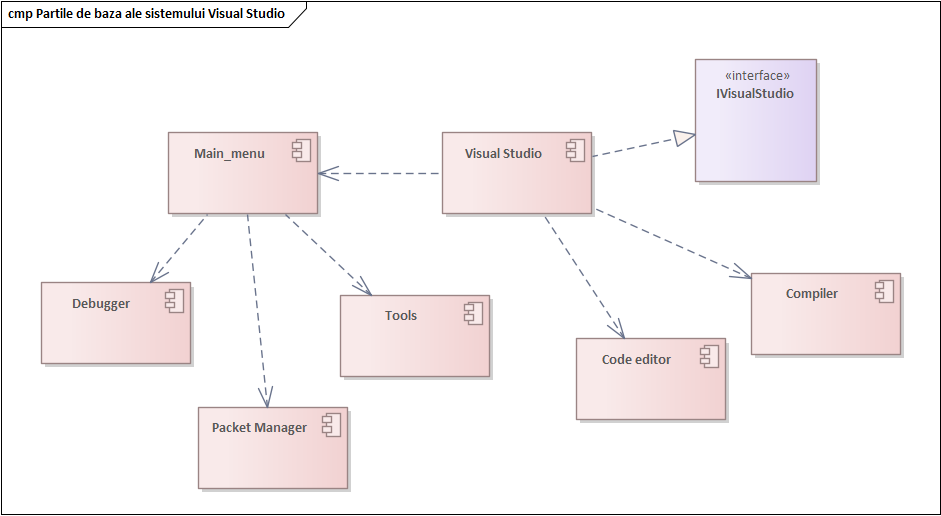 cmp Partile de baza ale sistemului Visual Studio
«interface»
IVisualStudio
Main_menu
Visual Studio
Debugger
Tools
Compiler
Code editor
Packet Manager